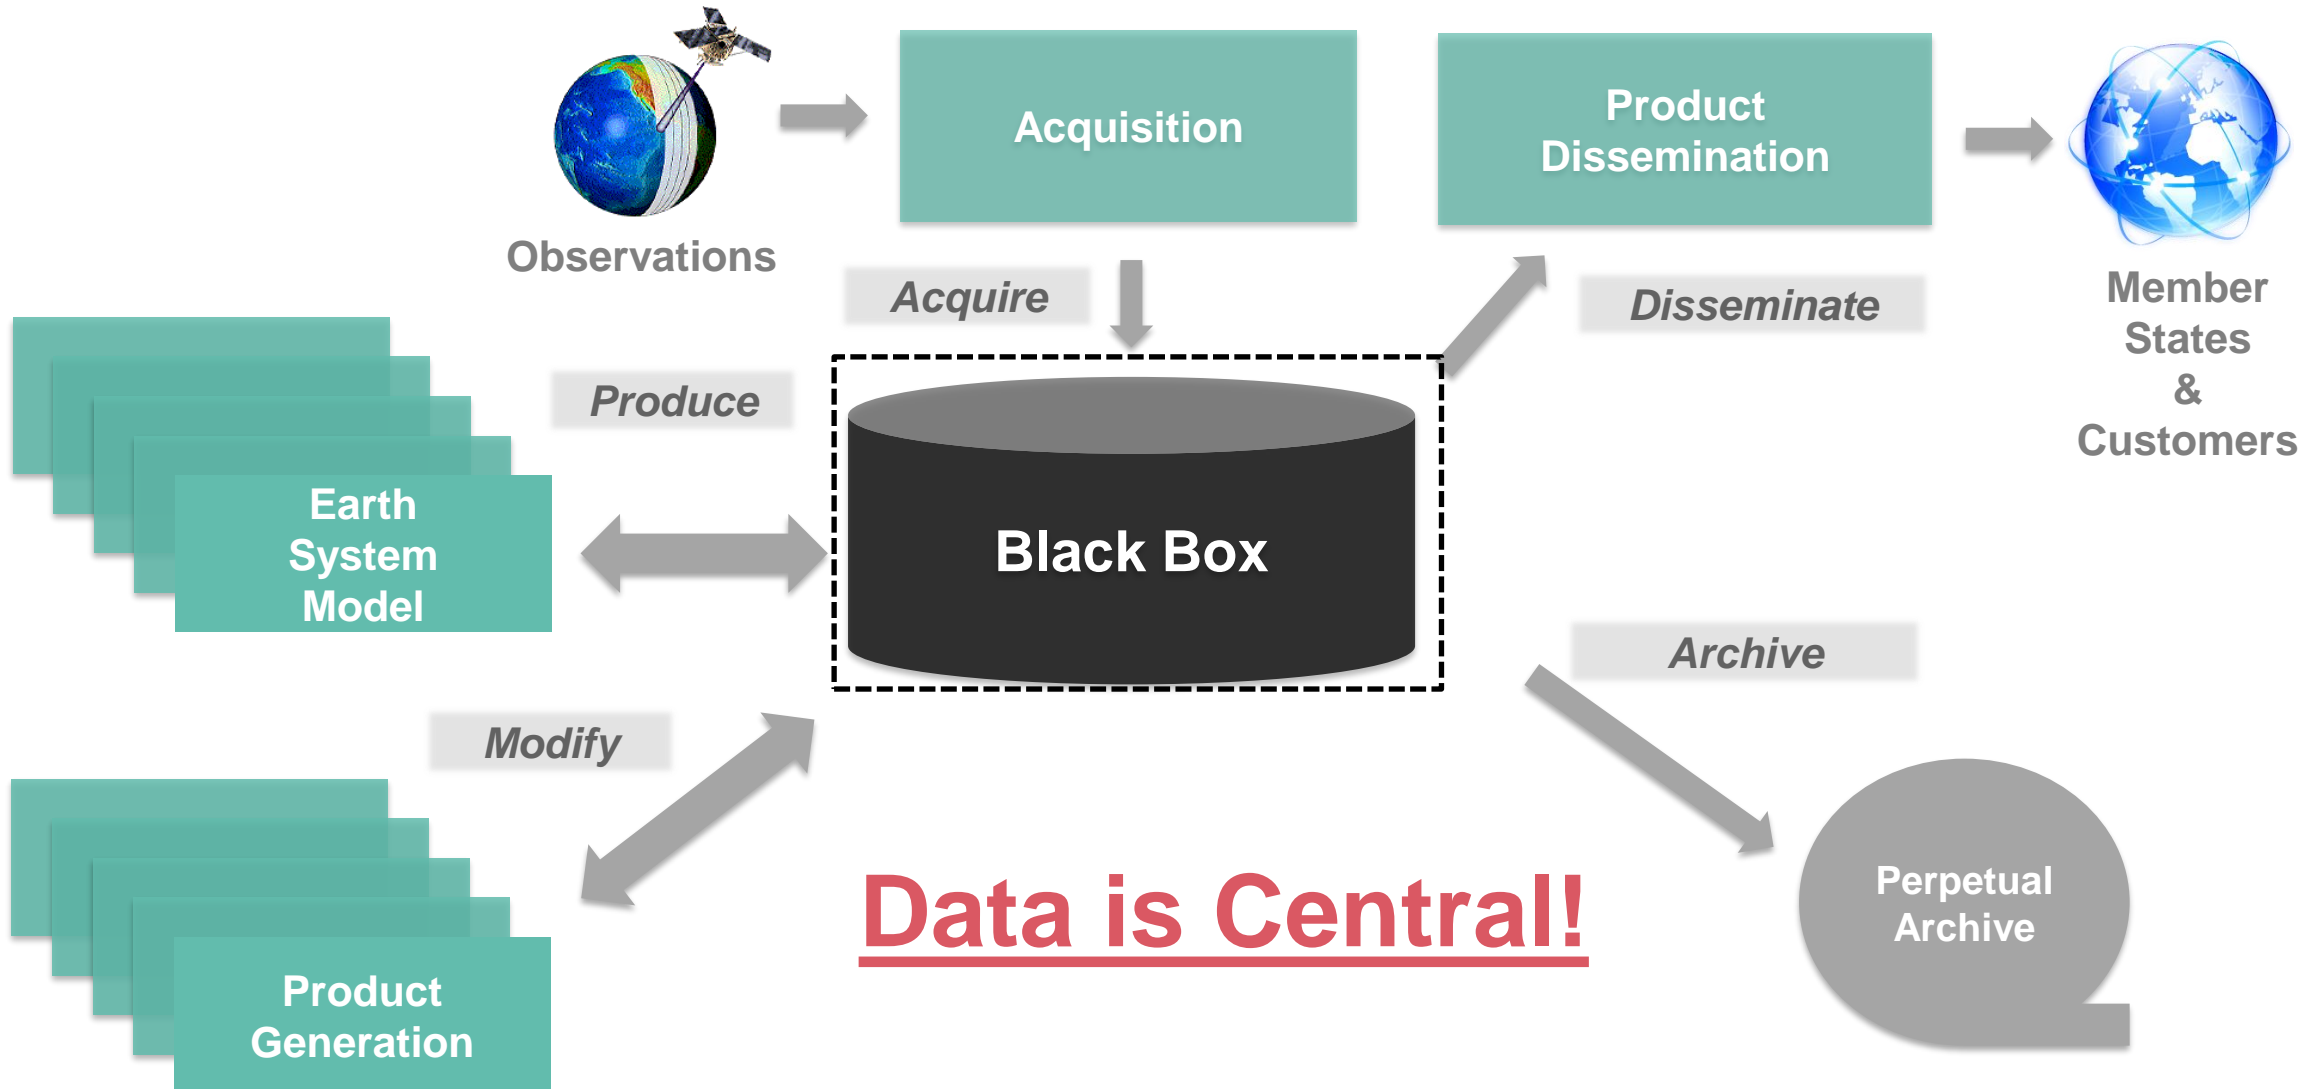 Observations
Acquisition
Product
Dissemination
Member
States
&
Customers
Acquire
Disseminate
Produce
Earth
System
Model
Black Box
Archive
Modify
Product
Generation
Data is Central!
Perpetual
Archive